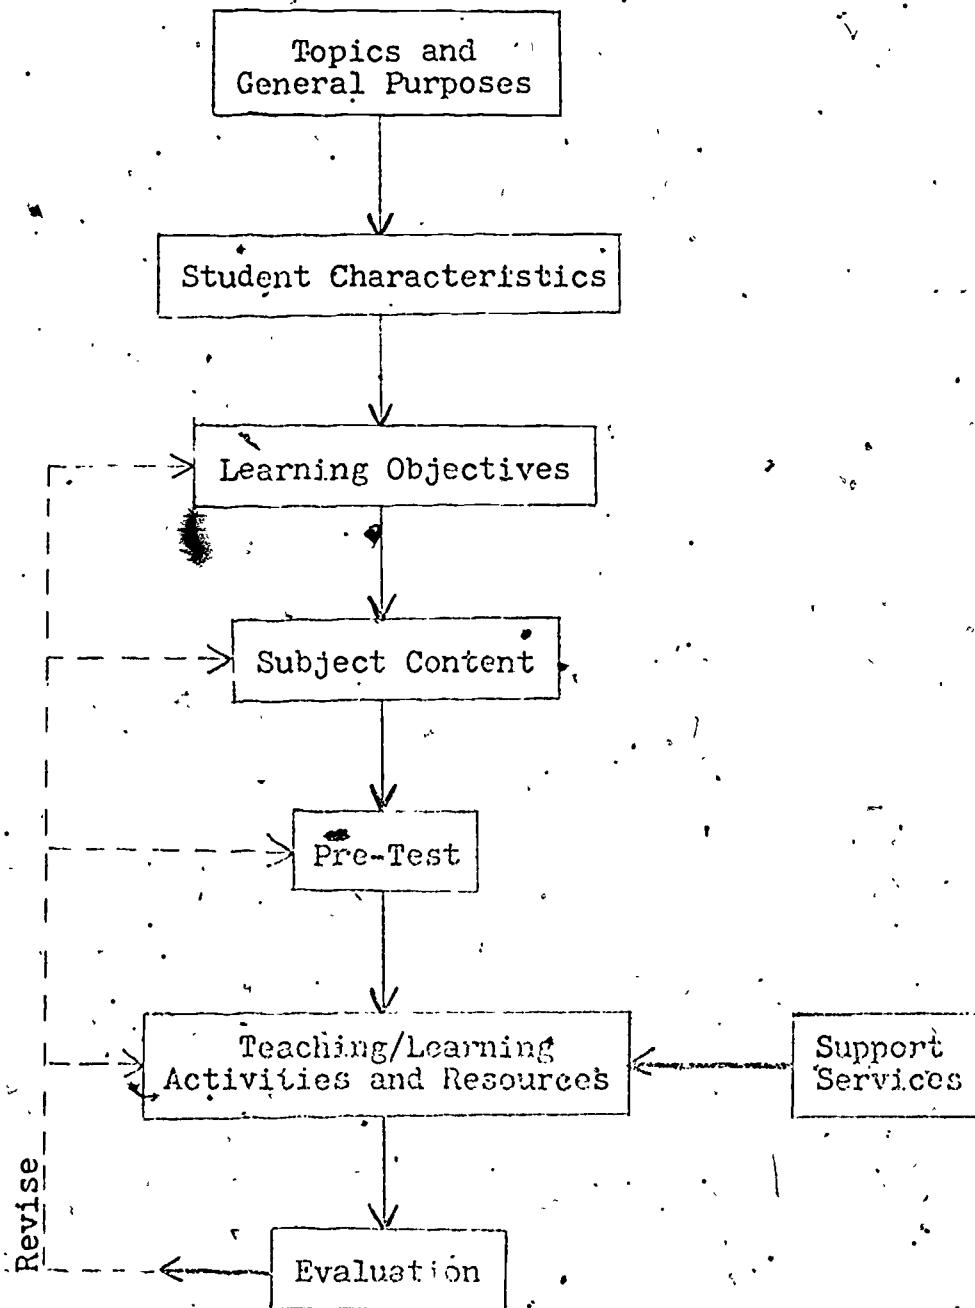 Topics and
General Purposes
Student Characteristics
Learning Objectives
Subject Content
Pre-Test
Teaching/Learning
Activities and Resources
Support
Services
Revise
Evaluation